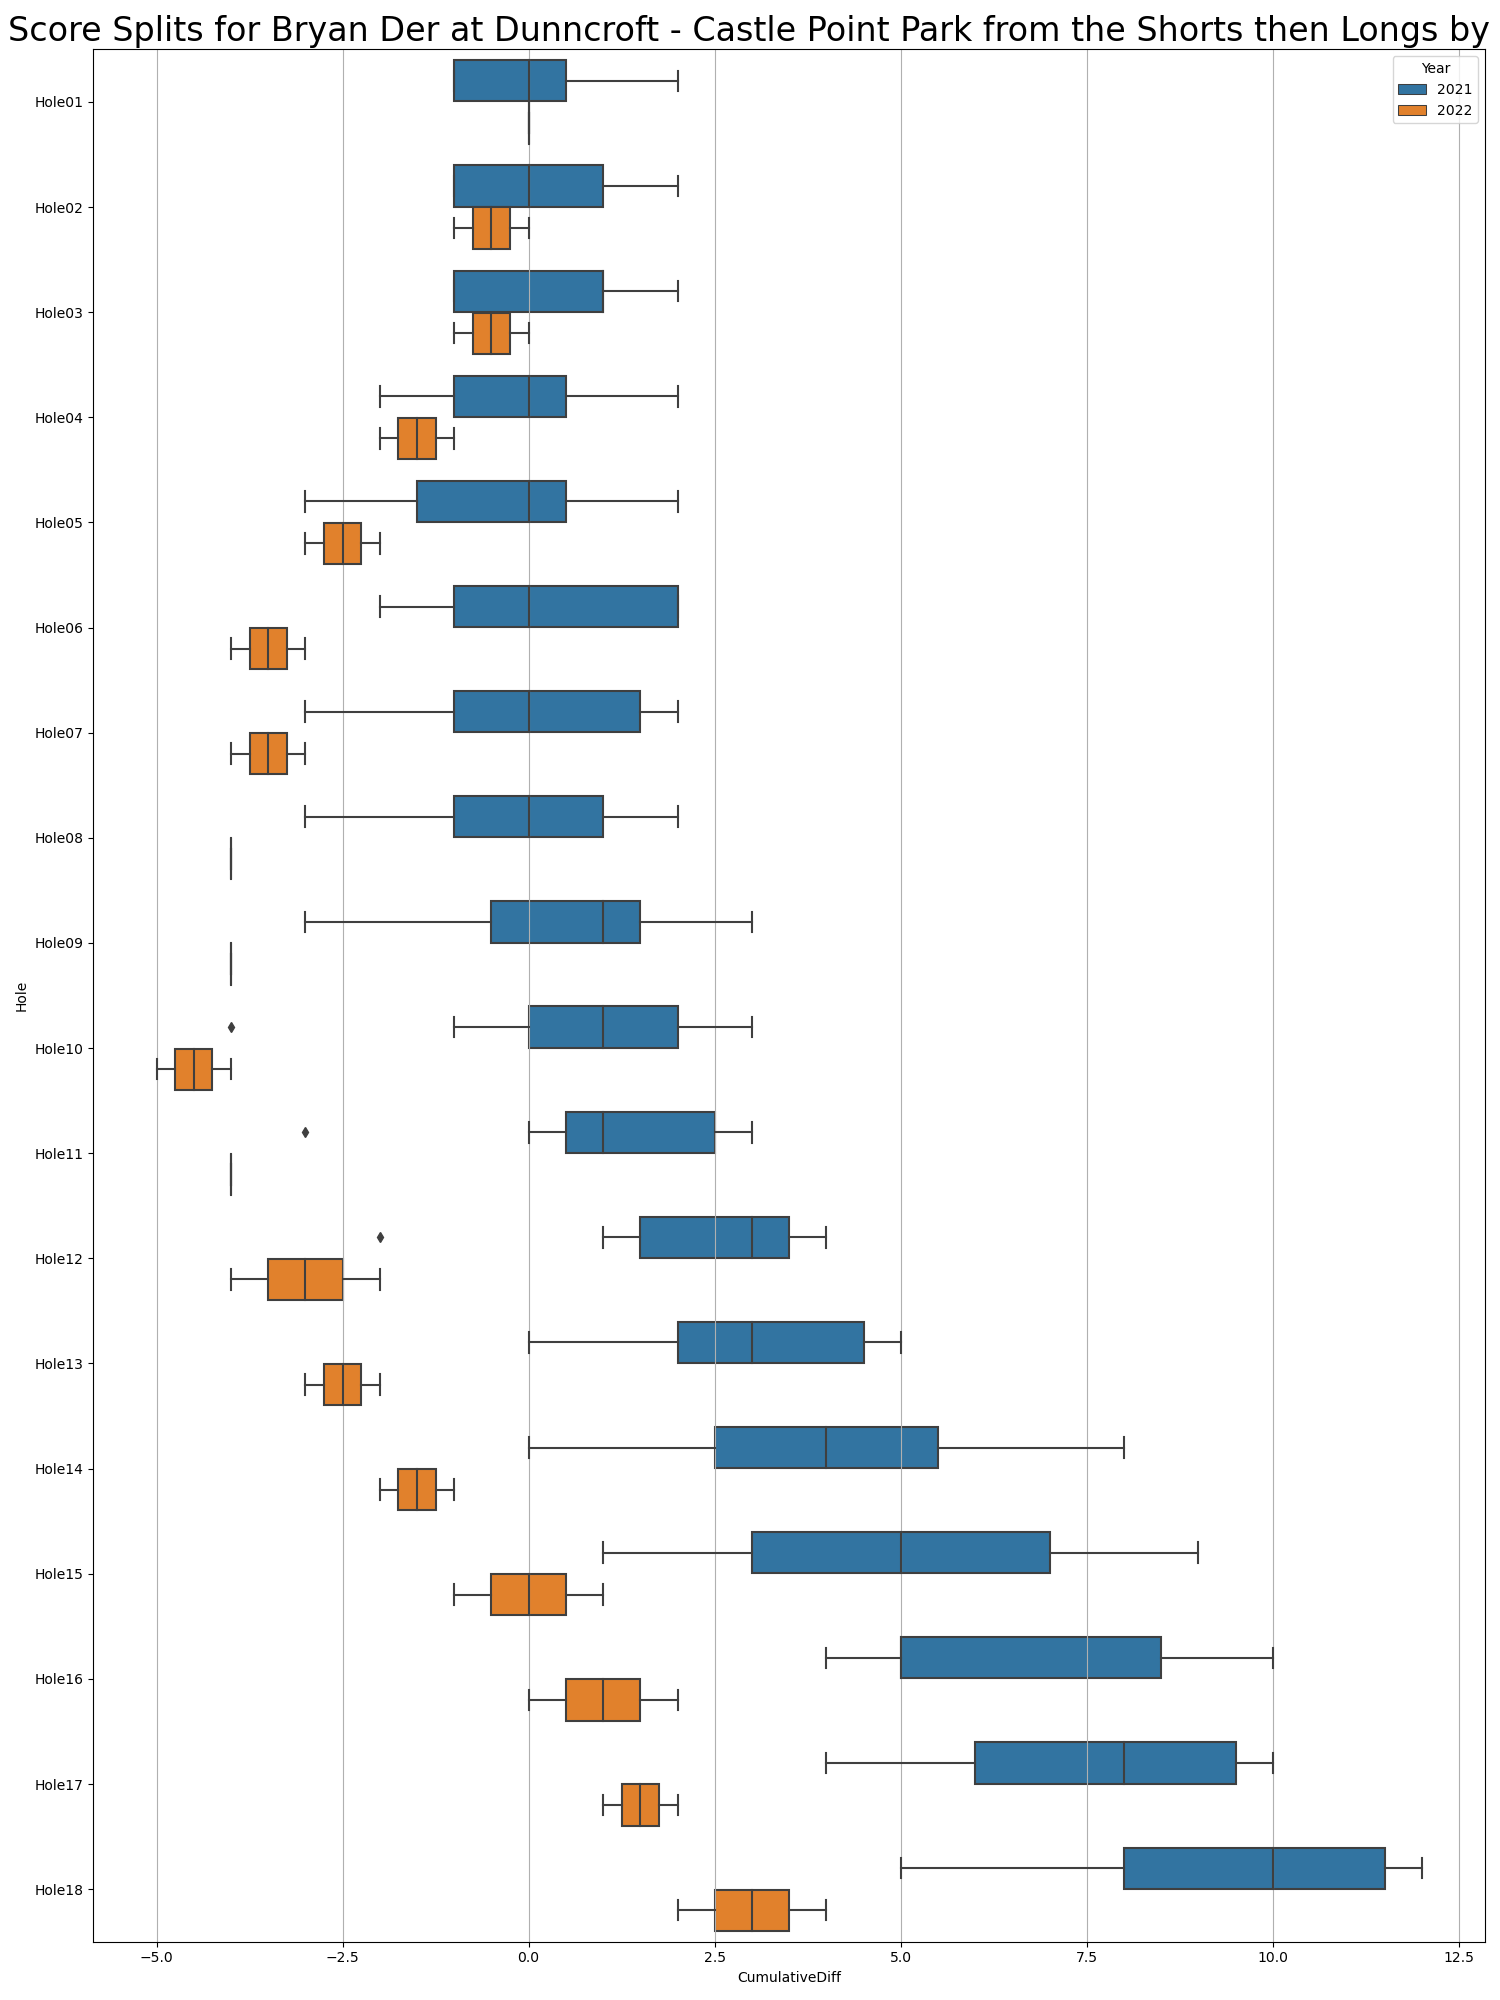 Score Splits for Bryan Der at Dunncroft - Castle Point Park from the Shorts then Longs by
Year
2021
2022
Hole01
Hole02
Hole03
Hole04
Hole05
Hole06
Hole07
Hole08
Hole09
Hole
Hole10
Hole11
Hole12
Hole13
Hole14
Hole15
Hole16
Hole17
Hole18
−5.0 −2.5 0.0 2.5 5.0 7.5 10.0 12.5
CumulativeDiff